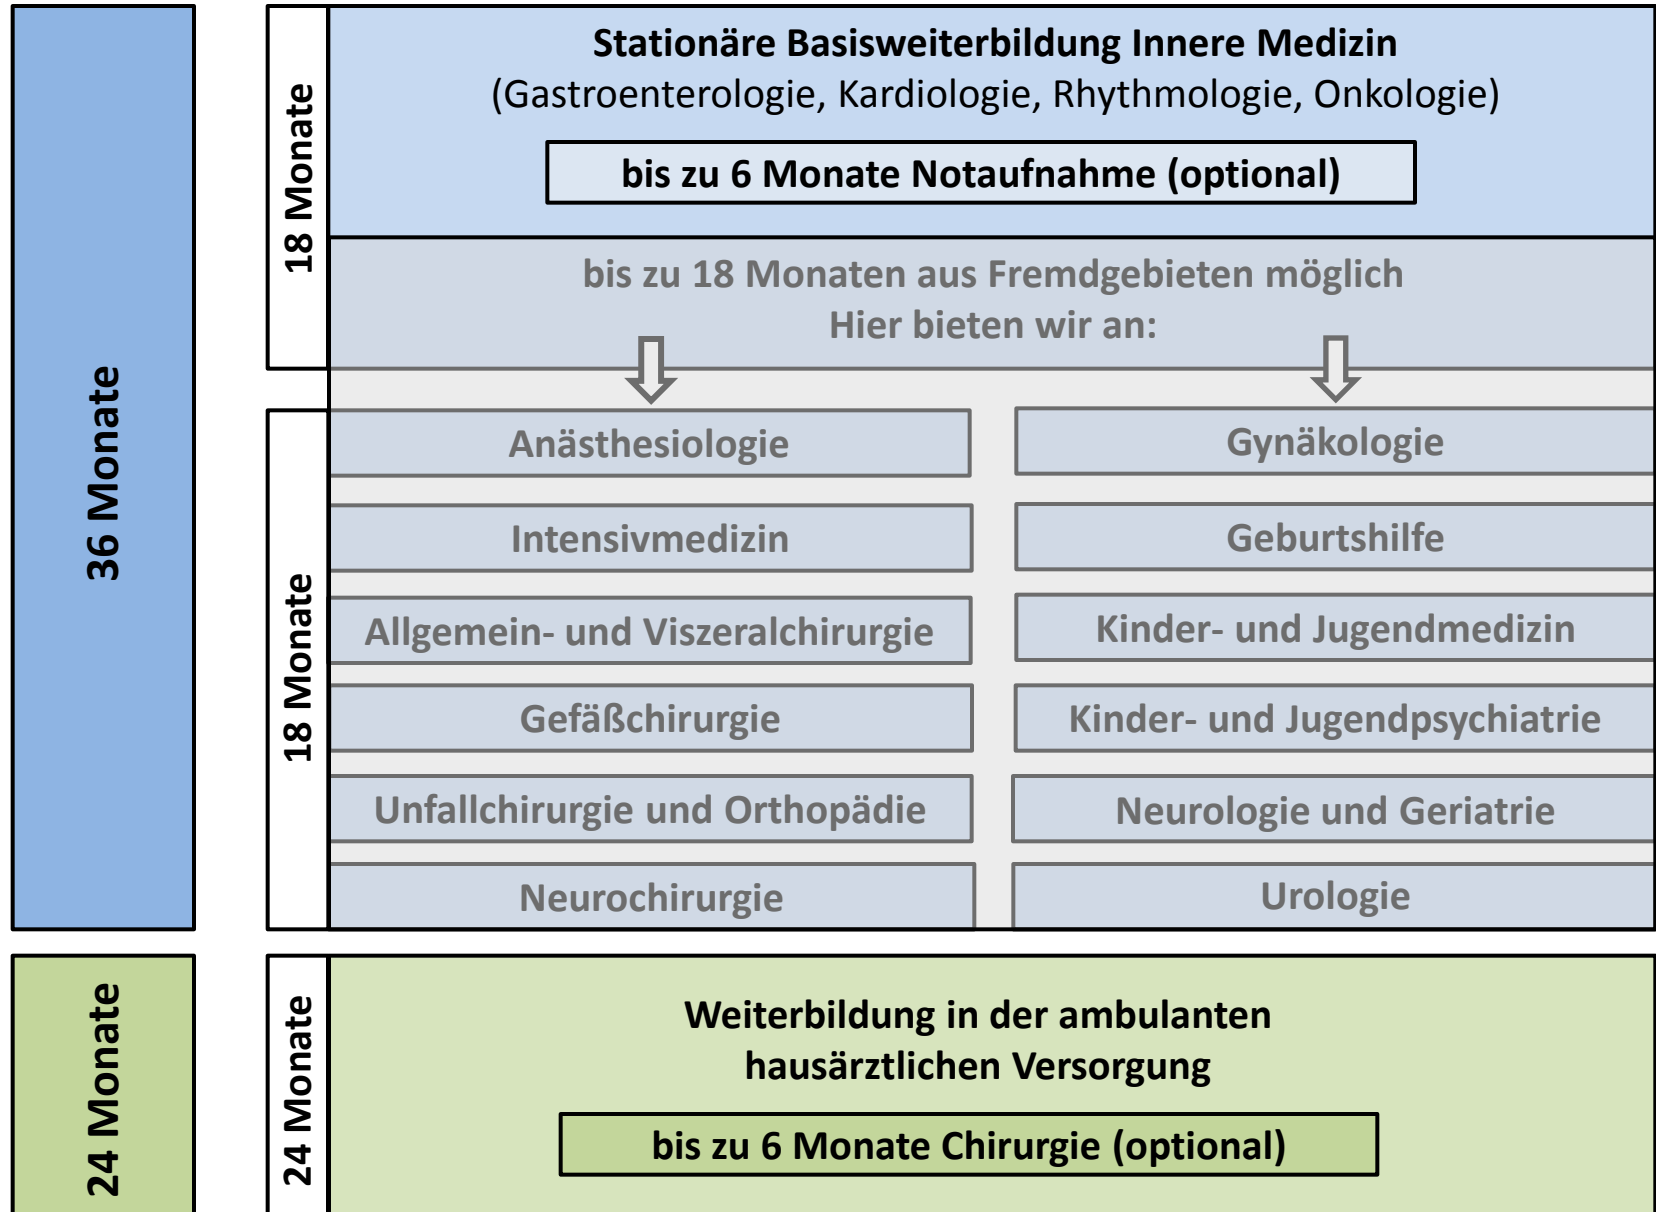 36 Monate
18 Monate
Stationäre Basisweiterbildung Innere Medizin
(Gastroenterologie, Kardiologie, Rhythmologie, Onkologie)
bis zu 6 Monate Notaufnahme (optional)
bis zu 18 Monaten aus Fremdgebieten möglich
Hier bieten wir an:
18 Monate
Anästhesiologie
Gynäkologie
Intensivmedizin
Geburtshilfe
Allgemein- und Viszeralchirurgie
Kinder- und Jugendmedizin
Gefäßchirurgie
Kinder- und Jugendpsychiatrie
Unfallchirurgie und Orthopädie
Neurologie und Geriatrie
Neurochirurgie
Urologie
24 Monate
24 Monate
Weiterbildung in der ambulanten
hausärztlichen Versorgung
bis zu 6 Monate Chirurgie (optional)